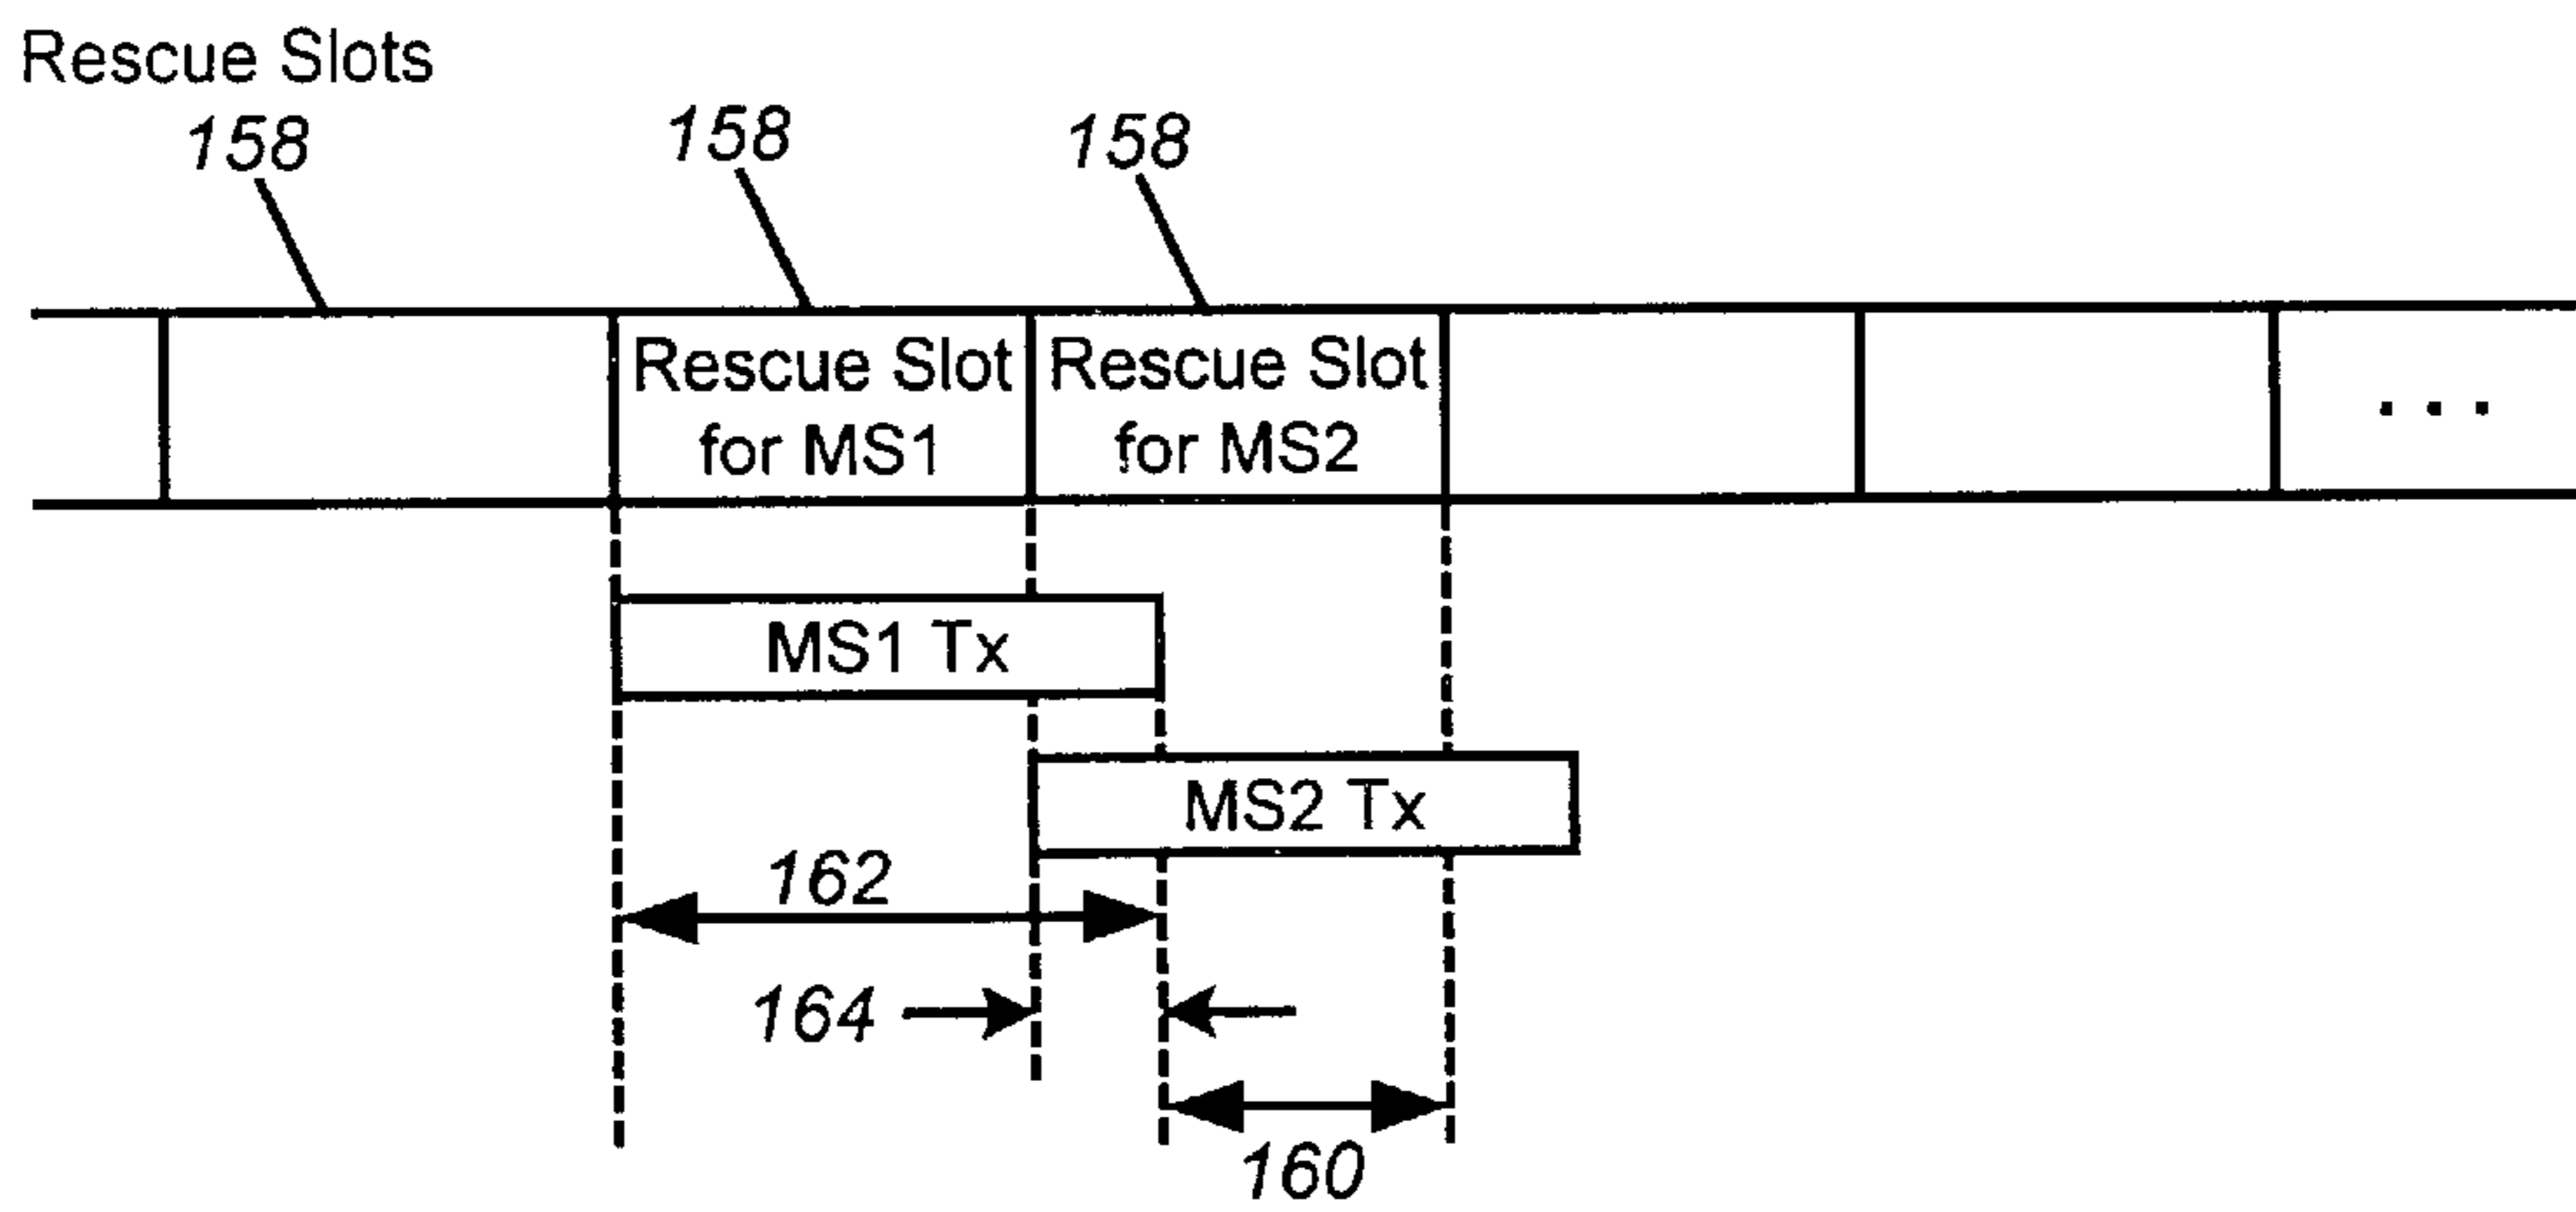 Rescue Slots
158
158
158
Rescue Slot
for MS1
Rescue Slot
for MS2
. . .
MS1 Tx
MS2 Tx
162
164
160